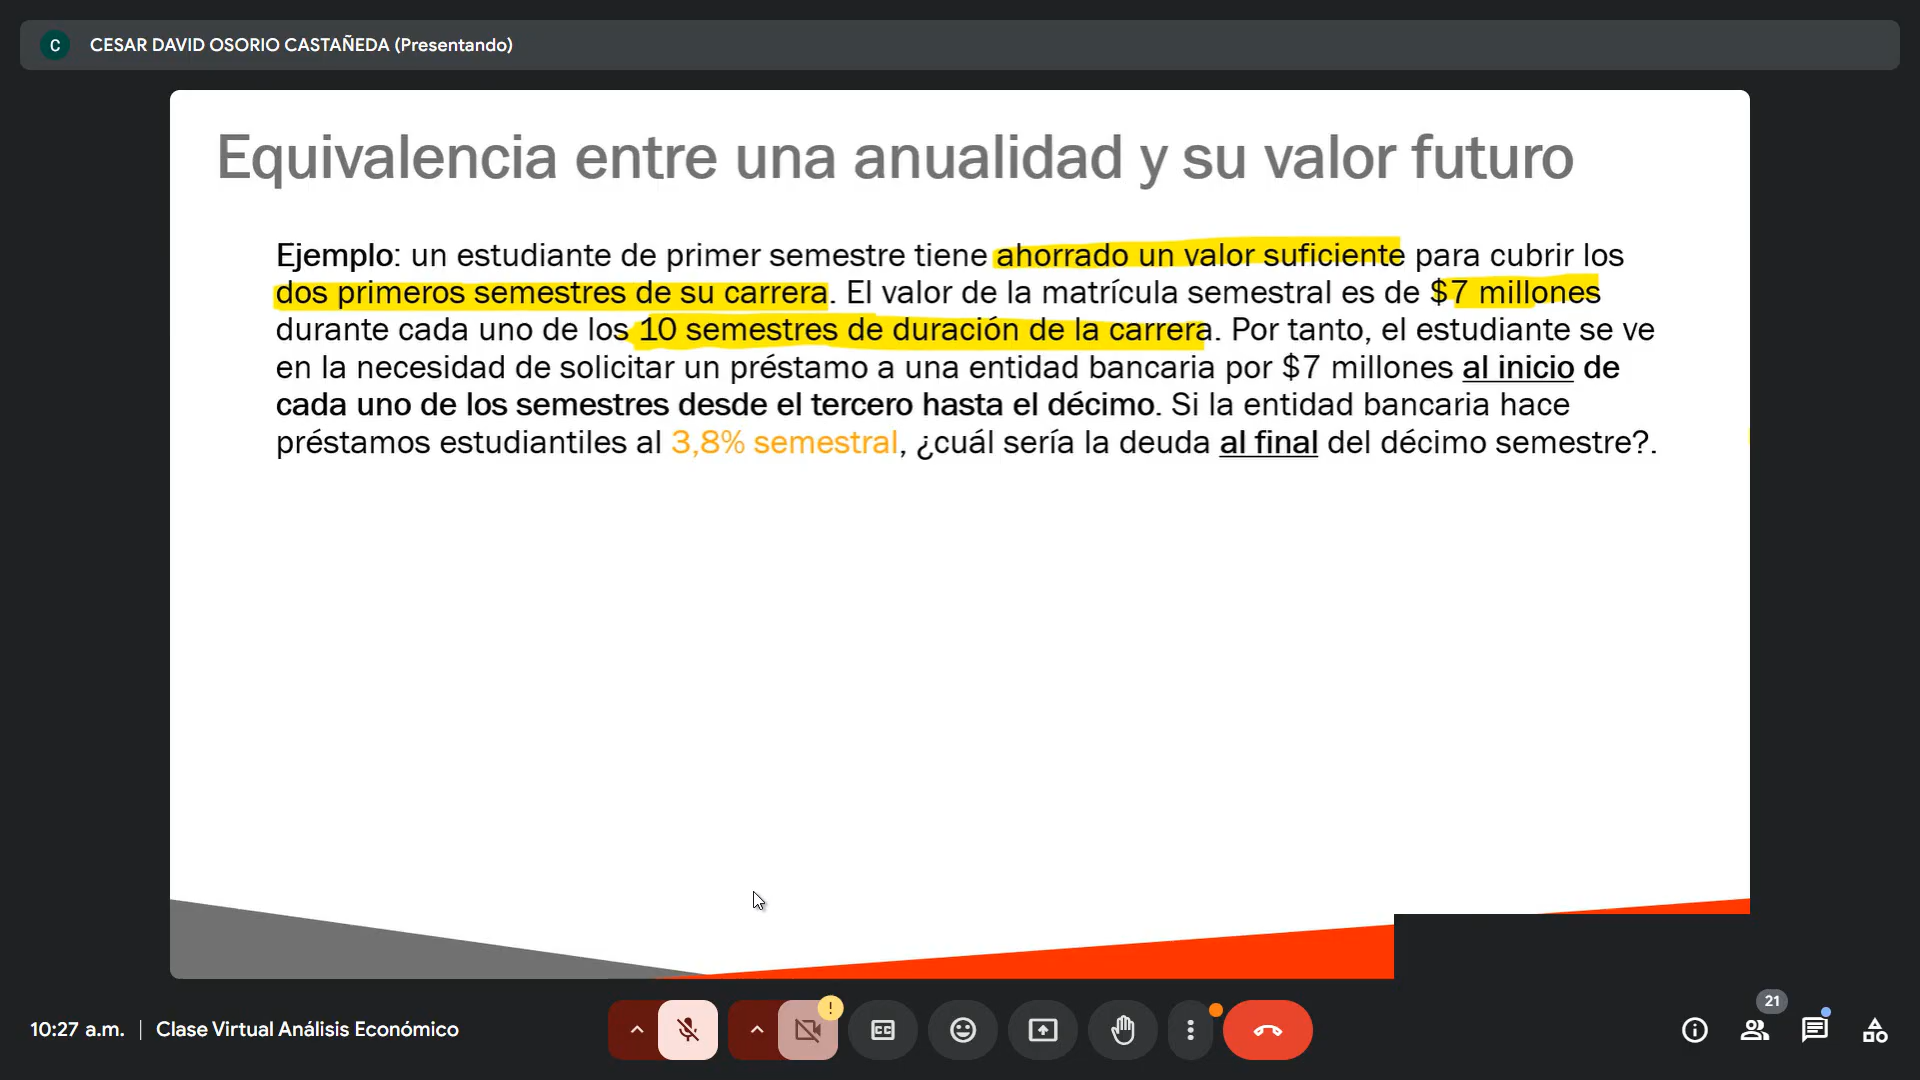 C
CESAR DAVID OSORIO CASTAÑEDA (Presentando)
Equivalencia entre una anualidad y su valor futuro
Ejemplo: un estudiante de primer semestre tiene ahorrado un valor suficiente para cubrir los
dos primeros semestres de su carrera. El valor de la matrícula semestral es de $7 millones
durante cada uno de los 10 semestres de duración de la carrera. Por tanto, el estudiante se ve
en la necesidad de solicitar un préstamo a una entidad bancaria por $7 millones al inicio de
cada uno de los semestres desde el tercero hasta el décimo. Si la entidad bancaria hace
préstamos estudiantiles al 3,8% semestral, ¿cuál sería la deuda al final del décimo semestre?.
10:27 a.m. | Clase Virtual Análisis Económico
!
CC
21